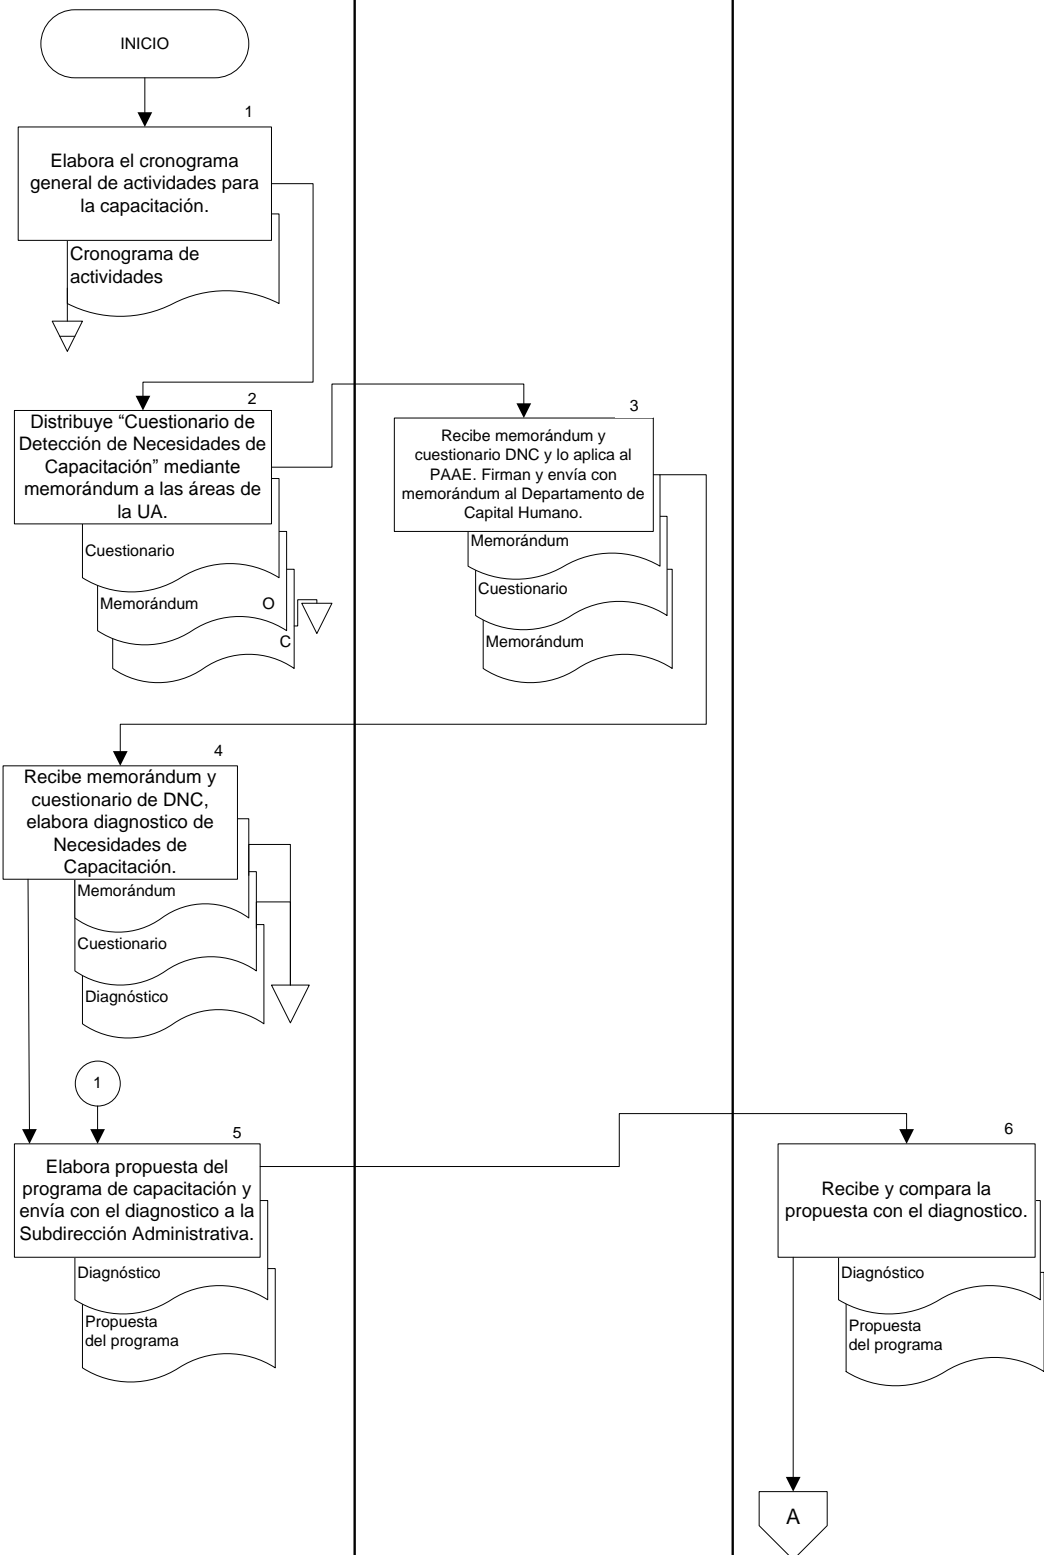 INICIO
1
Elabora el cronograma
general de actividades para
la capacitación.
Cronograma de
actividades
2
Distribuye “Cuestionario de
Detección de Necesidades de
Capacitación” mediante
memorándum a las áreas de
la UA.
Cuestionario
Memorándum O
C
3
Recibe memorándum y
cuestionario DNC y lo aplica al
PAAE. Firman y envía con
memorándum al Departamento de
Capital Humano.
Memorándum
Cuestionario
Memorándum
4
Recibe memorándum y
cuestionario de DNC,
elabora diagnostico de
Necesidades de
Capacitación.
Memorándum
Cuestionario
Diagnóstico
1
5
Elabora propuesta del
programa de capacitación y
envía con el diagnostico a la
Subdirección Administrativa.
Diagnóstico
Propuesta
del programa
6
Recibe y compara la
propuesta con el diagnostico.
Diagnóstico
Propuesta
del programa
A